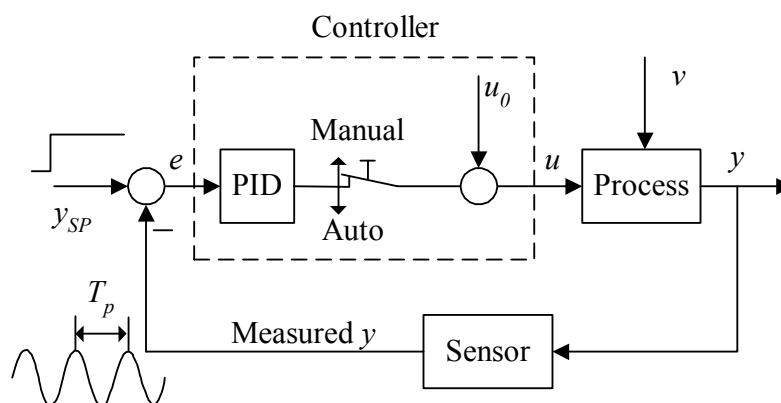 Controller
u0
v
Manual
e
PID
u
Process
y
ySP
Auto
Tp
Measured y
Sensor